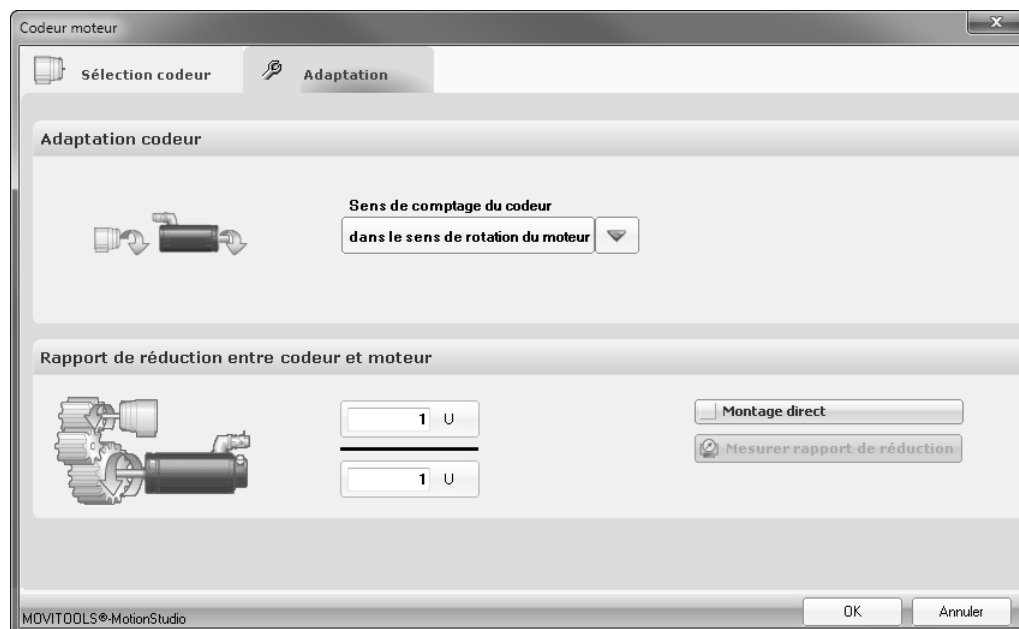 Codeur moteur
x
Sélection codeur
Adaptation
Adaptation codeur
Sens de comptage du codeur
dans le sens de rotation du moteur
Rapport de réduction entre codeur et moteur
1 U
Montage direct
Mesurer rapport de réduction
1 U
OK
Annuler
MOVITOOLS®-MotionStudio